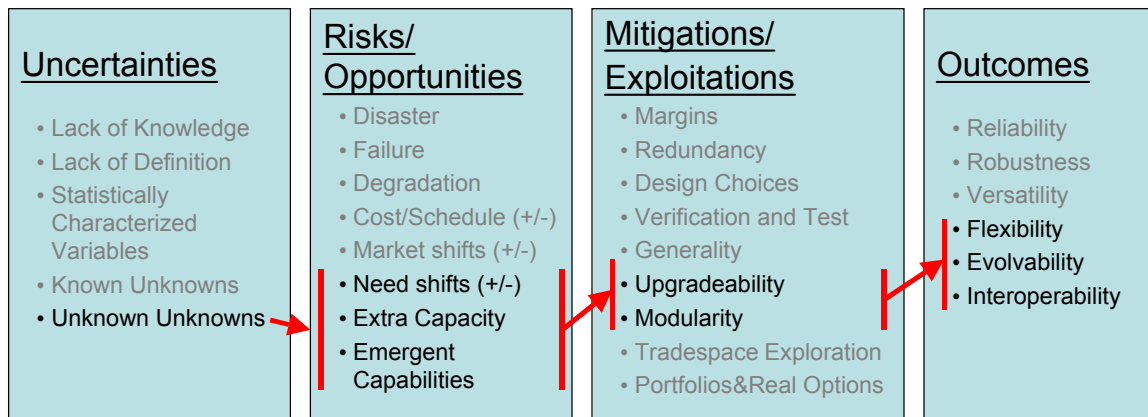 Uncertainties
• Lack of Knowledge
• Lack of Definition
• Statistically
Characterized
Variables
• Known Unknowns
• Unknown Unknowns
Risks/
Opportunities
• Disaster
• Failure
• Degradation
• Cost/Schedule (+/-)
• Market shifts (+/-)
• Need shifts (+/-)
• Extra Capacity
• Emergent
Capabilities
Mitigations/
Exploitations
• Margins
• Redundancy
• Design Choices
• Verification and Test
• Generality
• Upgradeability
• Modularity
• Tradespace Exploration
• Portfolios&Real Options
Outcomes
• Reliability
• Robustness
• Versatility
• Flexibility
• Evolvability
• Interoperability